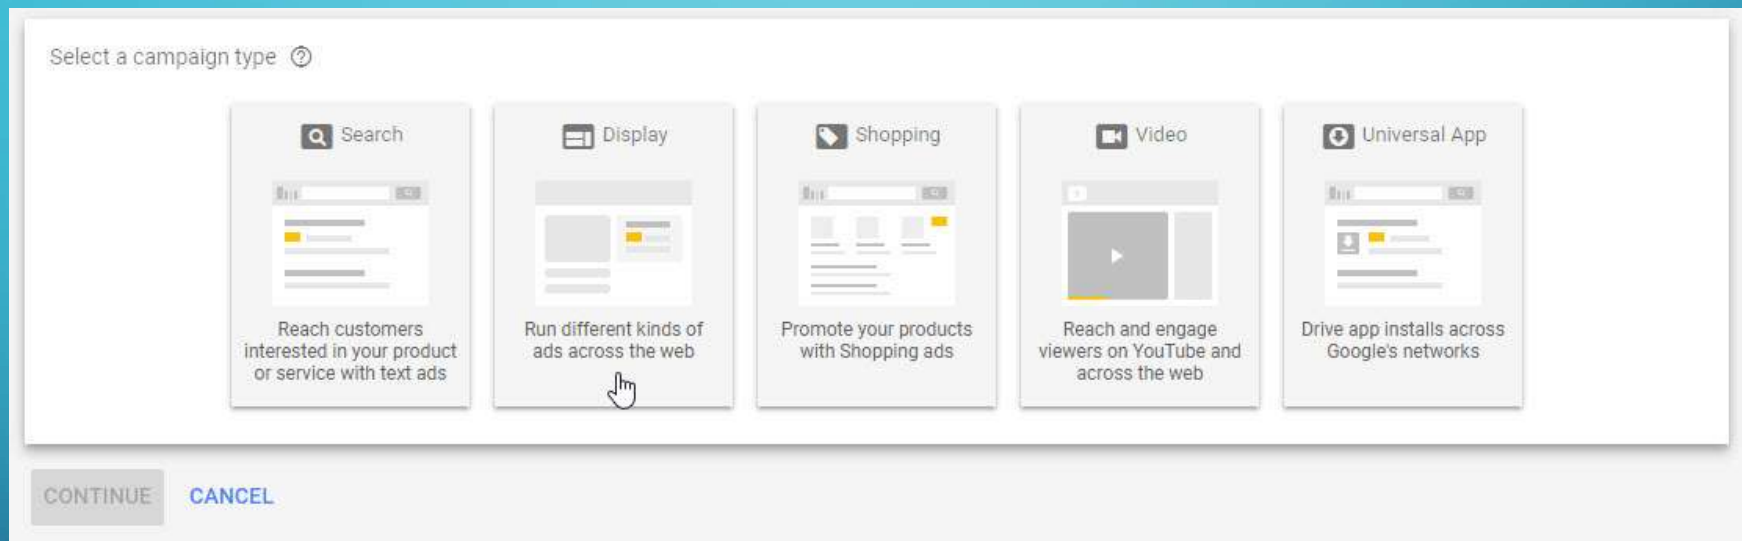 Select a campaign type
Search
Reach customers
interested in your product
or service with text ads
Display
Run different kinds of
ads across the web
Shopping
Promote your products
with Shopping ads
Video
Reach and engage
viewers on YouTube and
across the web
Universal App
Drive app installs across
Google's networks
CONTINUE
CANCEL